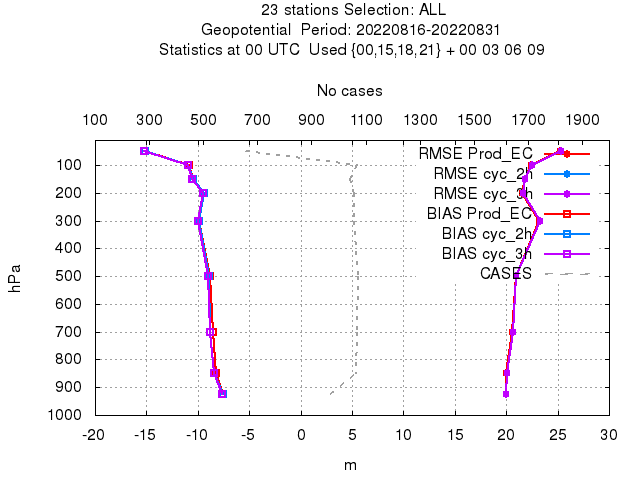 23 stations Selection: ALL
Geopotential  Period: 20220816-20220831
Statistics at 00 UTC  Used {00,15,18,21} + 00 03 06 09
No cases
100 300 500 700 900 1100 1300 1500 1700 1900
RMSE Prod_EC
RMSE cyc_2h
RMSE cyc_3h
BIAS Prod_EC
BIAS cyc_2h
BIAS cyc_3h
CASES
hPa
100
200
300
400
500
600
700
800
900
1000
-20 -15 -10 -5 0 5 10 15 20 25 30
m